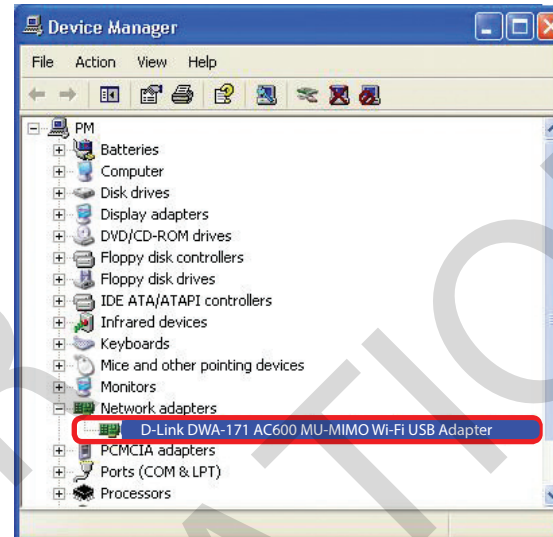 Device Manager
File Action View Help
PM
Batteries
Computer
Disk drives
Display adapters
DVD/CD-ROM drives
Floppy disk controllers
Floppy disk drives
IDE ATA/ATAPI controllers
Infrared devices
Keyboards
Mice and other pointing devices
Monitors
Network adapters
D-Link DWA-171 AC600 MU-MIMO Wi-Fi USB Adapter
PCMCIA adapters
Ports (COM & LPT)
Processors